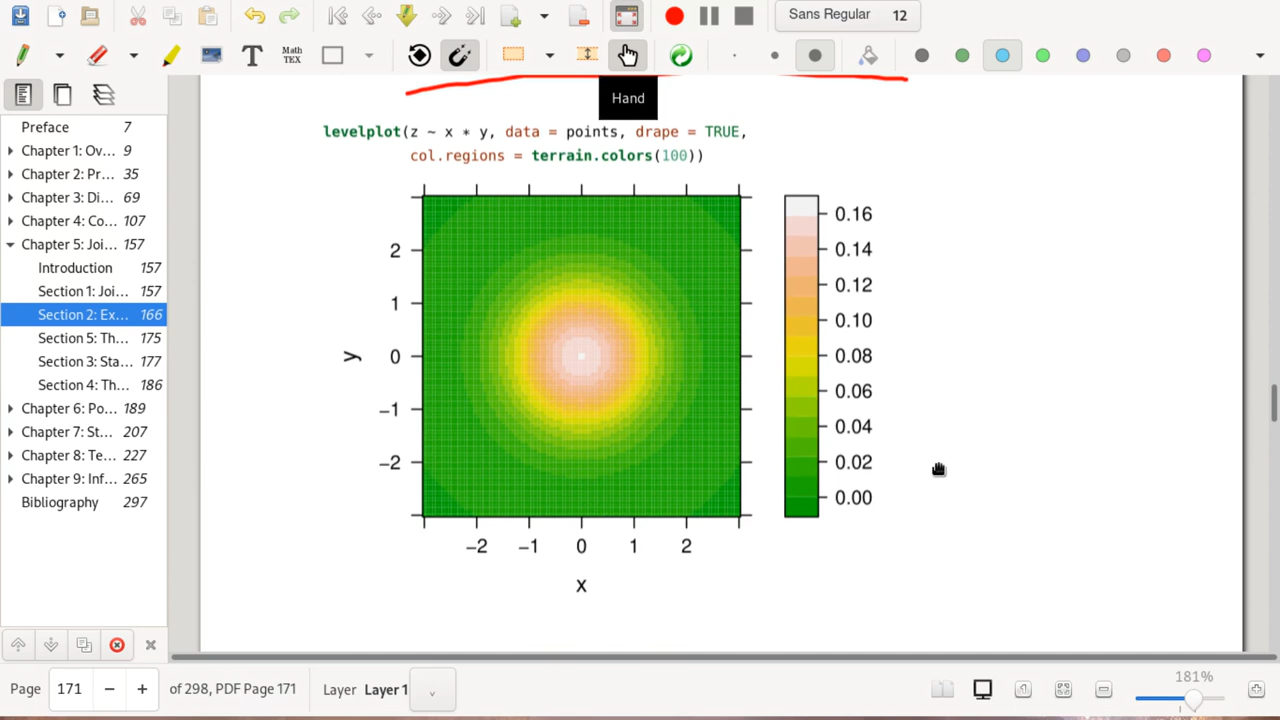 Sans Regular 12
Math
TEX
Hand
Preface 7
Chapter 1: Ov... 9
Chapter 2: Pr... 35
Chapter 3: Di... 69
Chapter 4: Co... 107
Chapter 5: Joi... 157
Introduction 157
Section 1: Joi... 157
Section 2: Ex... 166
Section 5: Th... 175
Section 3: Sta... 177
Section 4: Th... 186
Chapter 6: Po... 189
Chapter 7: St... 207
Chapter 8: Te... 227
Chapter 9: Inf... 265
Bibliography 297
levelplot(z ~ x * y, data = points, drape = TRUE,
col.regions = terrain.colors(100))
y
2
1
0
−1
−2
−2 −1 0 1 2
x
0.16
0.14
0.12
0.10
0.08
0.06
0.04
0.02
0.00
Page 171 − + of 298, PDF Page 171 Layer Layer 1 181%